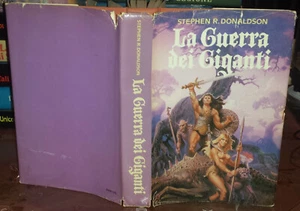 STEPHEN R. DONALDSON
La Guerra
dei Giganti
STEPHEN R. DONALDSON
La Guerra dei Giganti